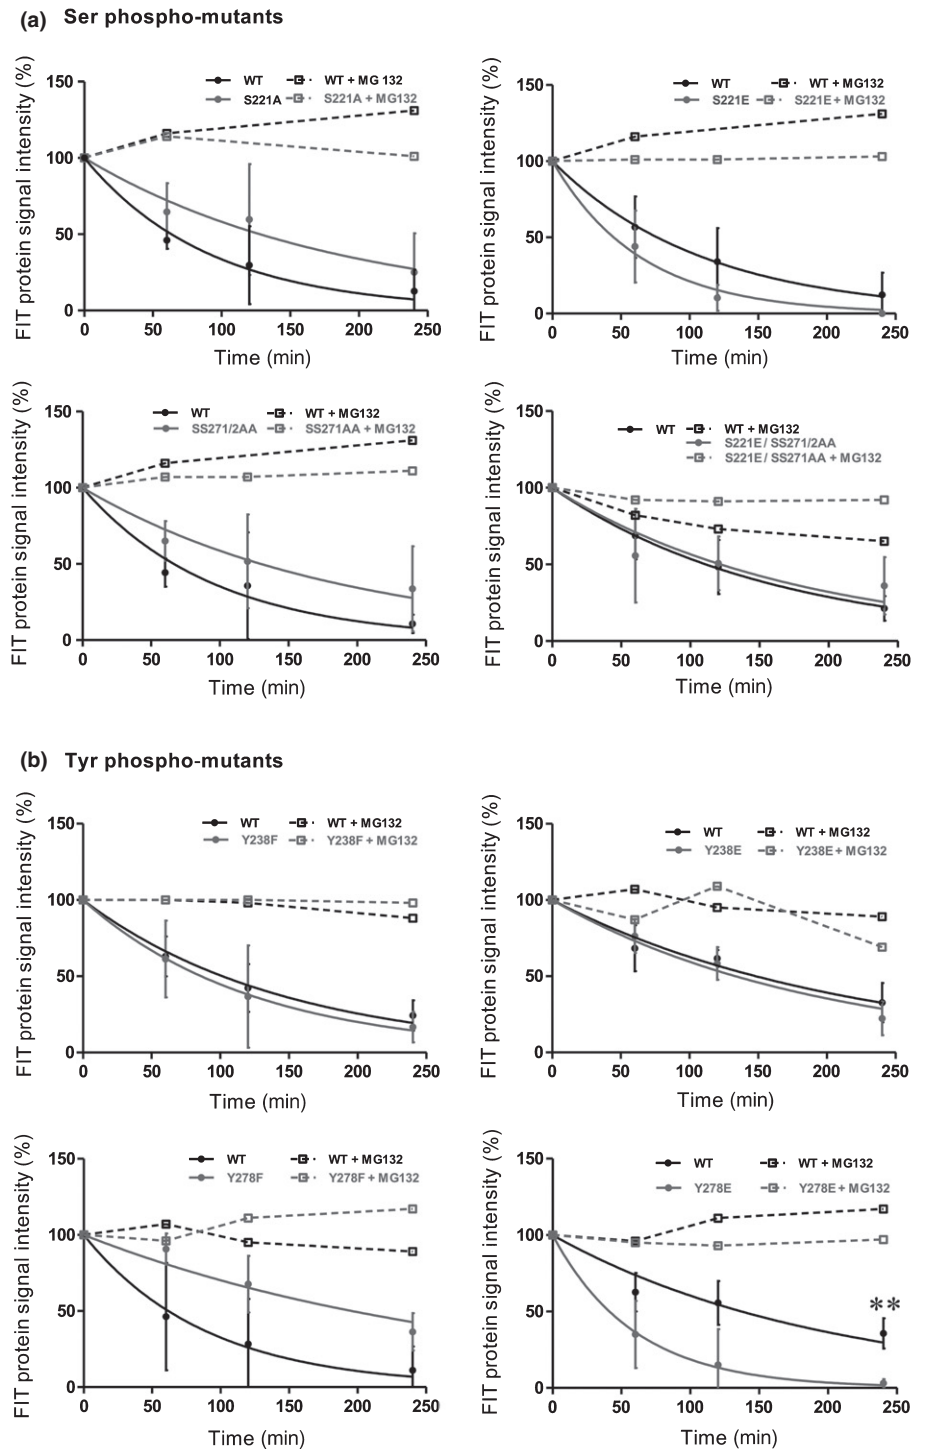 (a) Ser phospho-mutants
FIT protein signal intensity (%)
150
100
50
0
WT WT + MG 132
S221A S221A + MG132
0 50 100 150 200 250
Time (min)
FIT protein signal intensity (%)
150
100
50
0
WT WT + MG132
S221E S221E + MG132
0 50 100 150 200 250
Time (min)
FIT protein signal intensity (%)
150
100
50
0
WT WT + MG132
SS271/2AA SS271AA + MG132
0 50 100 150 200 250
Time (min)
FIT protein signal intensity (%)
150
100
50
0
WT WT + MG132
S221E/ SS271/2AA
S221E/ SS271AA + MG132
0 50 100 150 200 250
Time (min)
(b) Tyr phospho-mutants
FIT protein signal intensity (%)
150
100
50
0
WT WT + MG132
Y238F Y238F + MG132
0 50 100 150 200 250
Time (min)
FIT protein signal intensity (%)
150
100
50
0
WT WT + MG132
Y238E Y238E + MG132
0 50 100 150 200 250
Time (min)
FIT protein signal intensity (%)
150
100
50
0
WT WT + MG132
Y278F Y278F + MG132
0 50 100 150 200 250
Time (min)
FIT protein signal intensity (%)
150
100
50
0
WT WT + MG132
Y278E Y278E + MG132
**
0 50 100 150 200 250
Time (min)